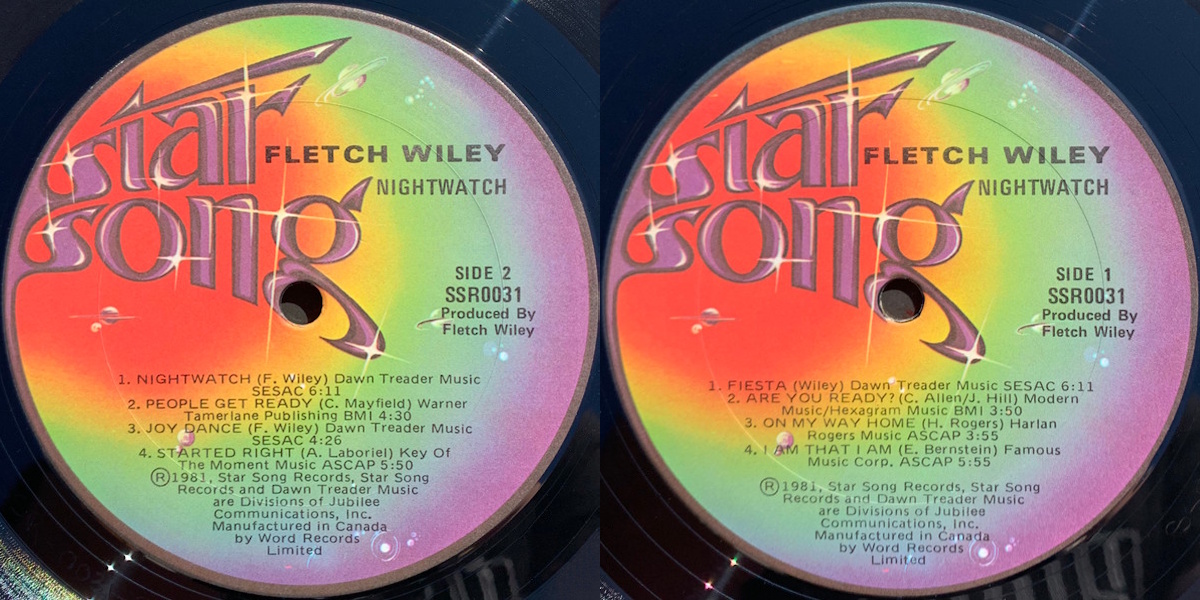 star
song
FLETCH WILEY
NIGHTWATCH
SIDE 2
SSR0031
Produced By
Fletch Wiley
1. NIGHTWATCH (F. Wiley) Dawn Treader Music
SESAC 6:11
2. PEOPLE GET READY (C. Mayfield) Warner
Tamerlane Publishing BMI 4:30
3. JOY DANCE (F. Wiley) Dawn Treader Music
SESAC 4:26
4. STARTED RIGHT (A. Laboriel) Key Of
The Moment Music ASCAP 5:50
Ⓡ1981, Star Song Records, Star Song
Records and Dawn Treader Music
are Divisions of Jubilee
Communications, Inc.
Manufactured in Canada
by Word Records
Limited
star
song
FLETCH WILEY
NIGHTWATCH
SIDE 1
SSR0031
Produced By
Fletch Wiley
1. FIESTA (Wiley) Dawn Treader Music SESAC 6:11
2. ARE YOU READY? (C. Allen/J. Hill) Modern
Music/Hexagram Music BMI 3:50
3. ON MY WAY HOME (H. Rogers) Harlan
Rogers Music ASCAP 3:55
4. I AM THAT I AM (E. Bernstein) Famous
Music Corp. ASCAP 5:55
Ⓡ1981, Star Song Records, Star Song
Records and Dawn Treader Music
are Divisions of Jubilee
Communications, Inc.
Manufactured in Canada
by Word Records
Limited